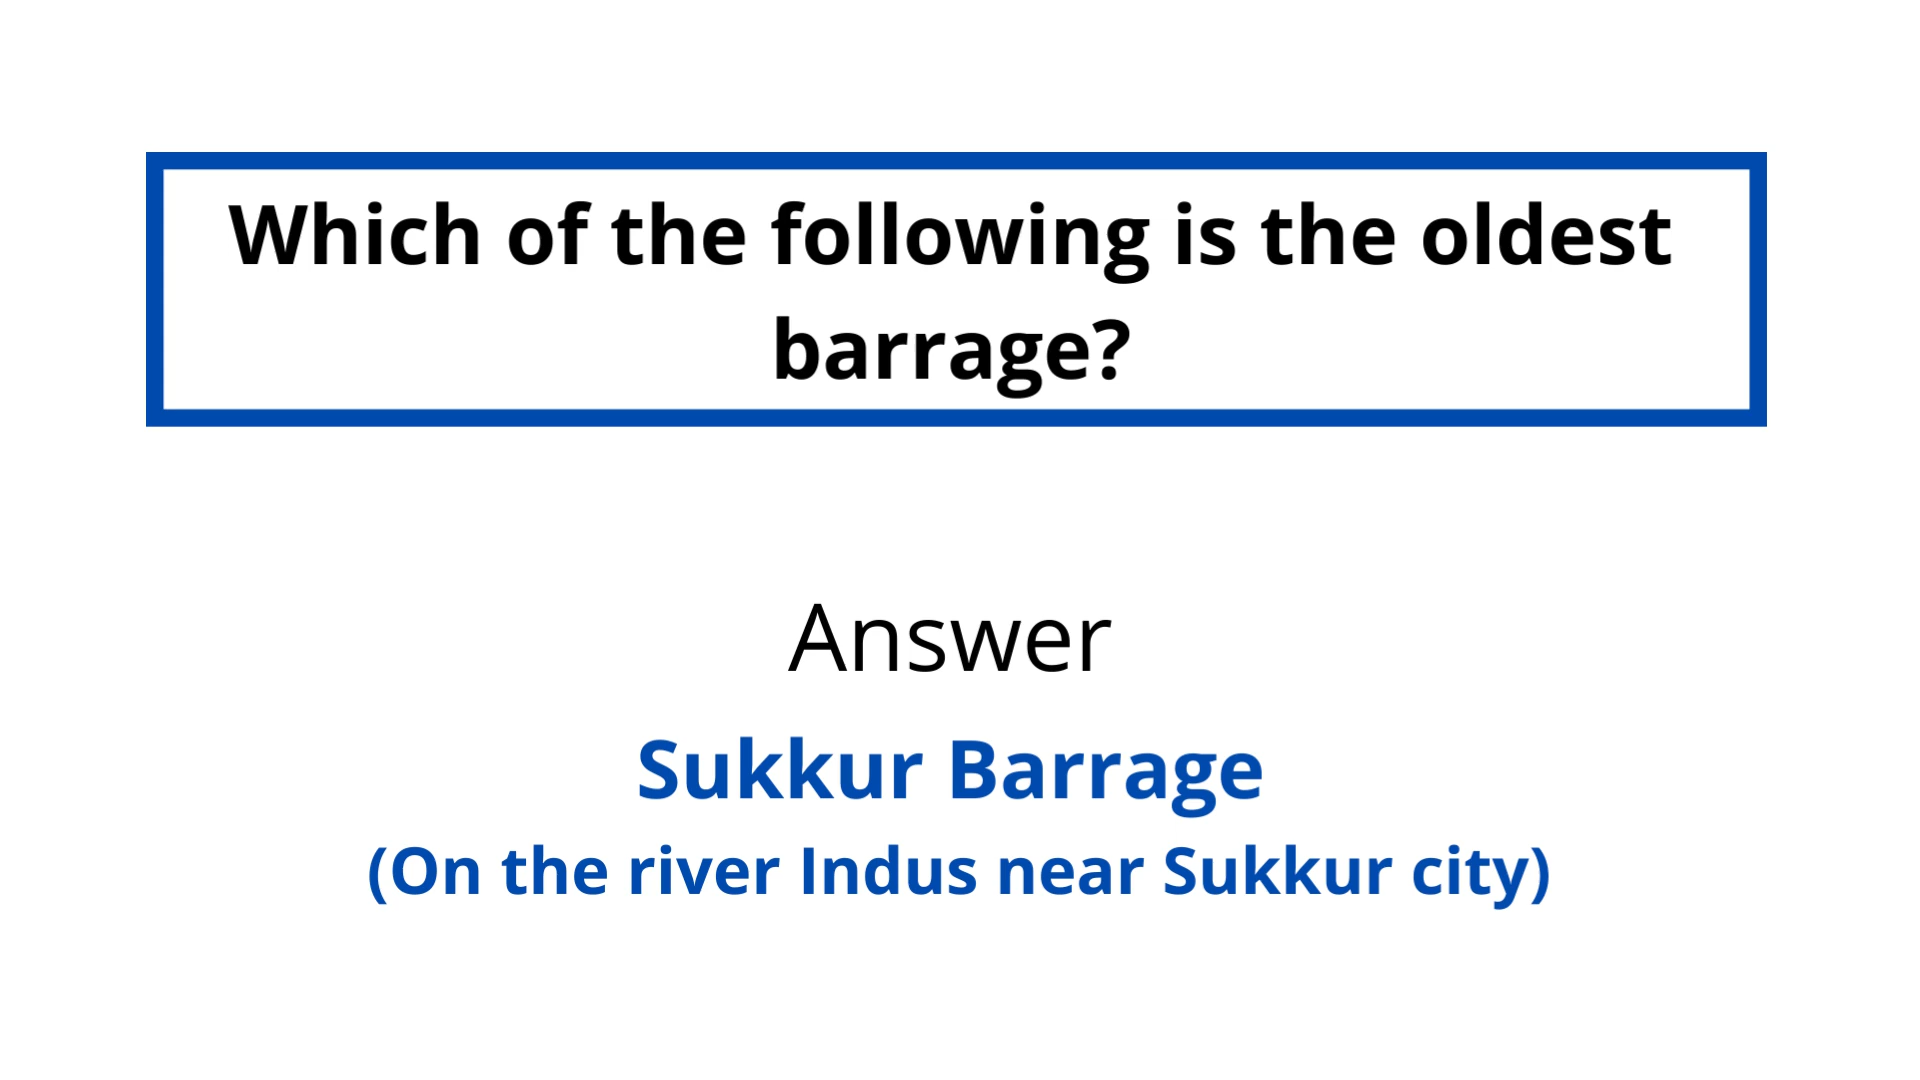 Which of the following is the oldest
barrage?
Answer
Sukkur Barrage
(On the river Indus near Sukkur city)